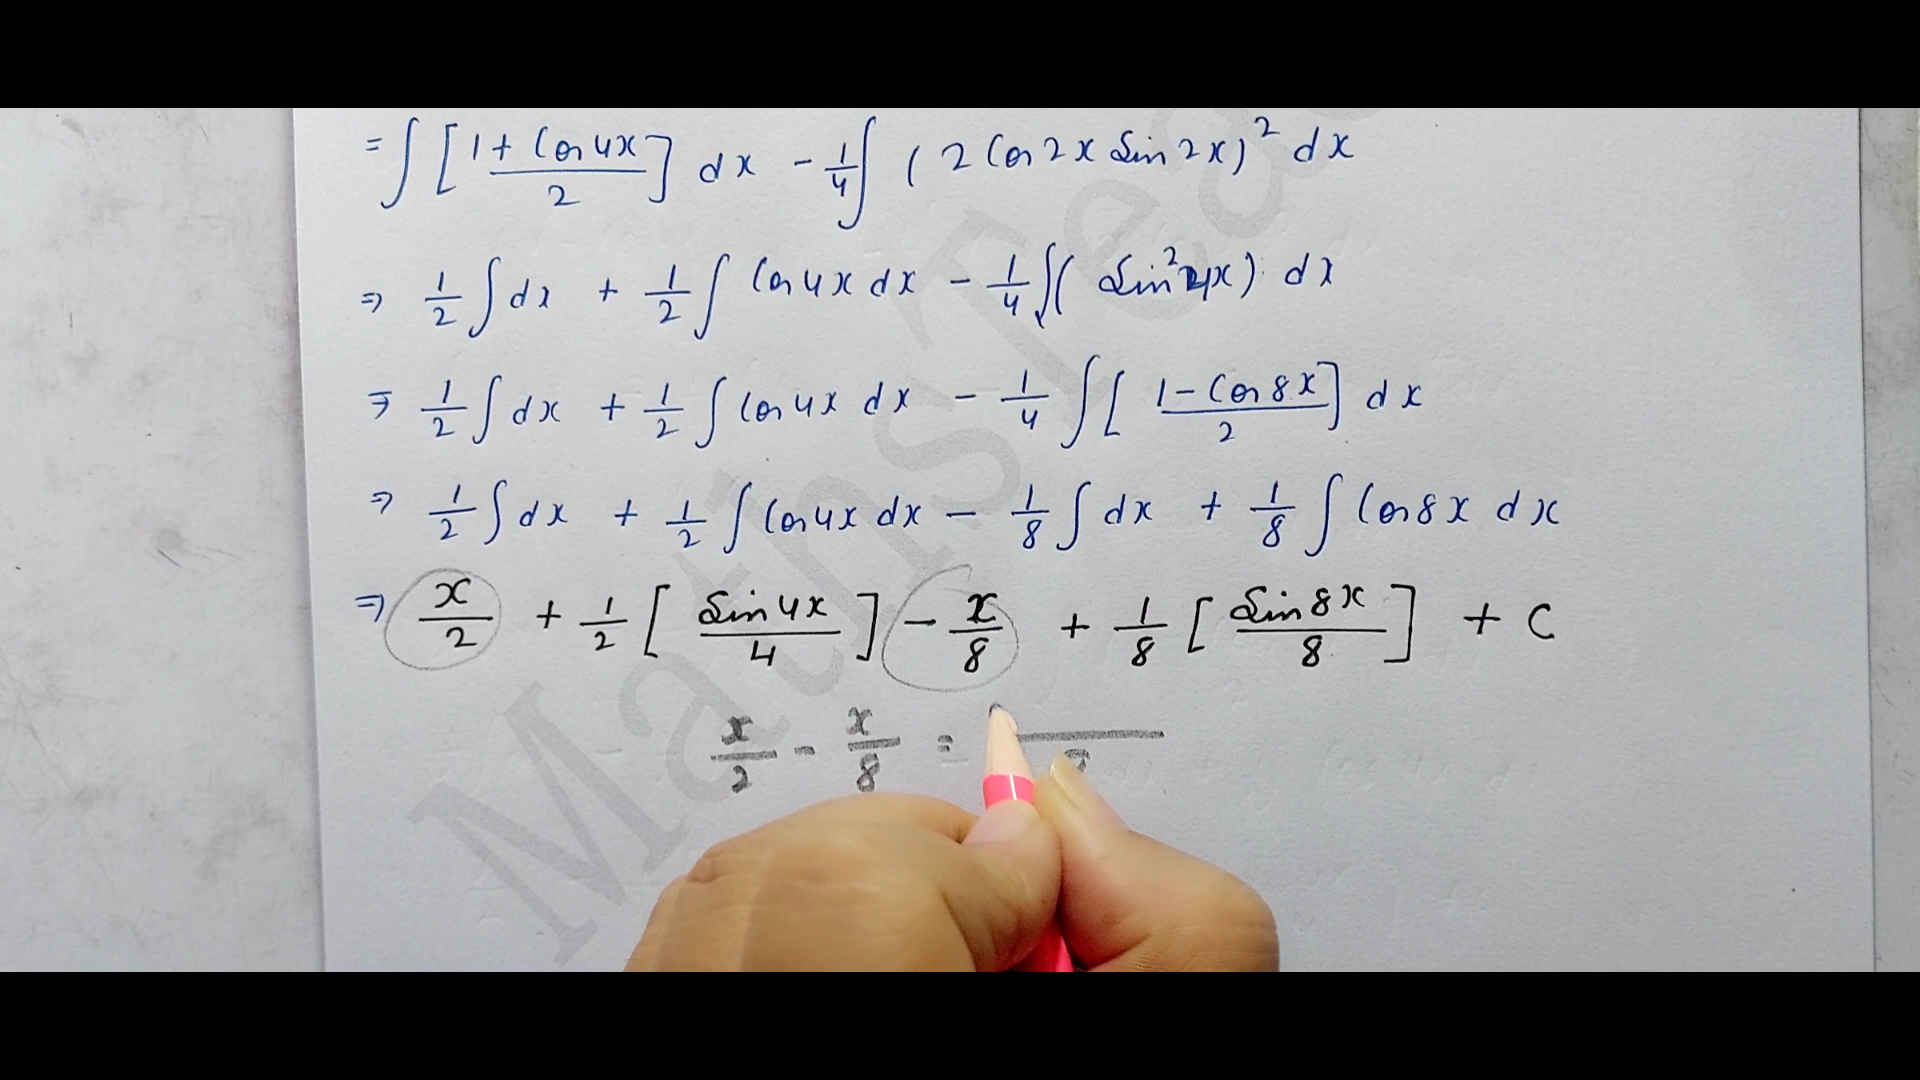 = ∫ [ (1 + Cos 4x) / 2 ] dx - 1/4 ∫ ( 2 Cos 2x Sin 2x )² dx
⇒ 1/2 ∫ dx + 1/2 ∫ Cos 4x dx - 1/4 ∫ ( Sin² 4x ) dx
⇒ 1/2 ∫ dx + 1/2 ∫ Cos 4x dx - 1/4 ∫ [ (1 - Cos 8x) / 2 ] dx
⇒ 1/2 ∫ dx + 1/2 ∫ Cos 4x dx - 1/8 ∫ dx + 1/8 ∫ Cos 8x dx
⇒ x/2 + 1/2 [ Sin 4x / 4 ] - x/8 + 1/8 [ Sin 8x / 8 ] + C
x/2 - x/8 =